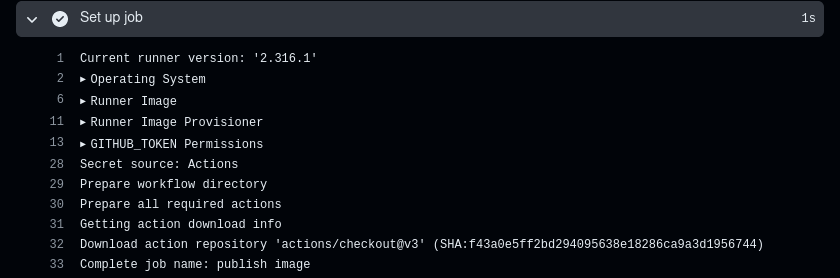 Set up job 1s
1 Current runner version: '2.316.1'
2 ▸ Operating System
6 ▸ Runner Image
11 ▸ Runner Image Provisioner
13 ▸ GITHUB_TOKEN Permissions
28 Secret source: Actions
29 Prepare workflow directory
30 Prepare all required actions
31 Getting action download info
32 Download action repository 'actions/checkout@v3' (SHA:f43a0e5ff2bd294095638e18286ca9a3d1956744)
33 Complete job name: publish image